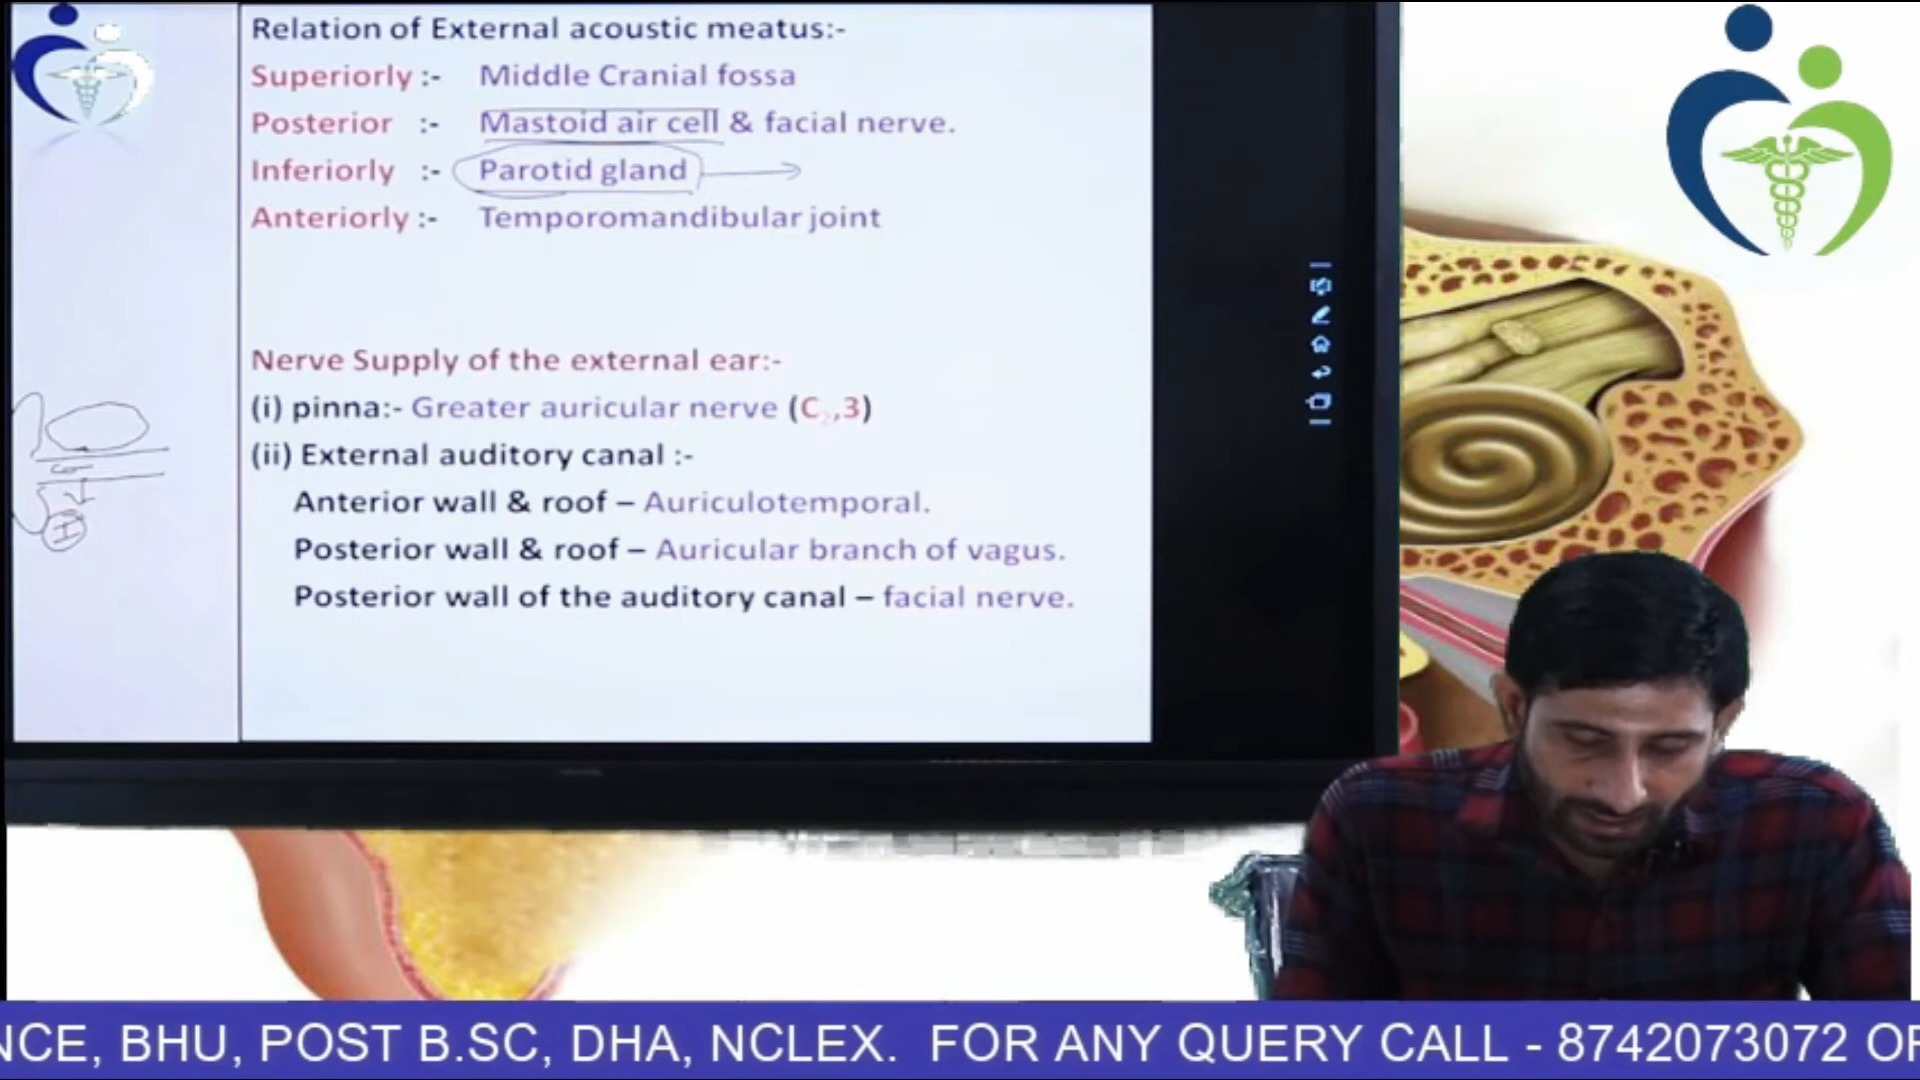 Relation of External acoustic meatus:-
Superiorly :- Middle Cranial fossa
Posterior :- Mastoid air cell & facial nerve.
Inferiorly :- Parotid gland
Anteriorly :- Temporomandibular joint
Nerve Supply of the external ear:-
(i) pinna:- Greater auricular nerve (C₂,3)
(ii) External auditory canal :-
Anterior wall & roof – Auriculotemporal.
Posterior wall & roof – Auricular branch of vagus.
Posterior wall of the auditory canal – facial nerve.
NCE, BHU, POST B.SC, DHA, NCLEX. FOR ANY QUERY CALL - 8742073072 OR